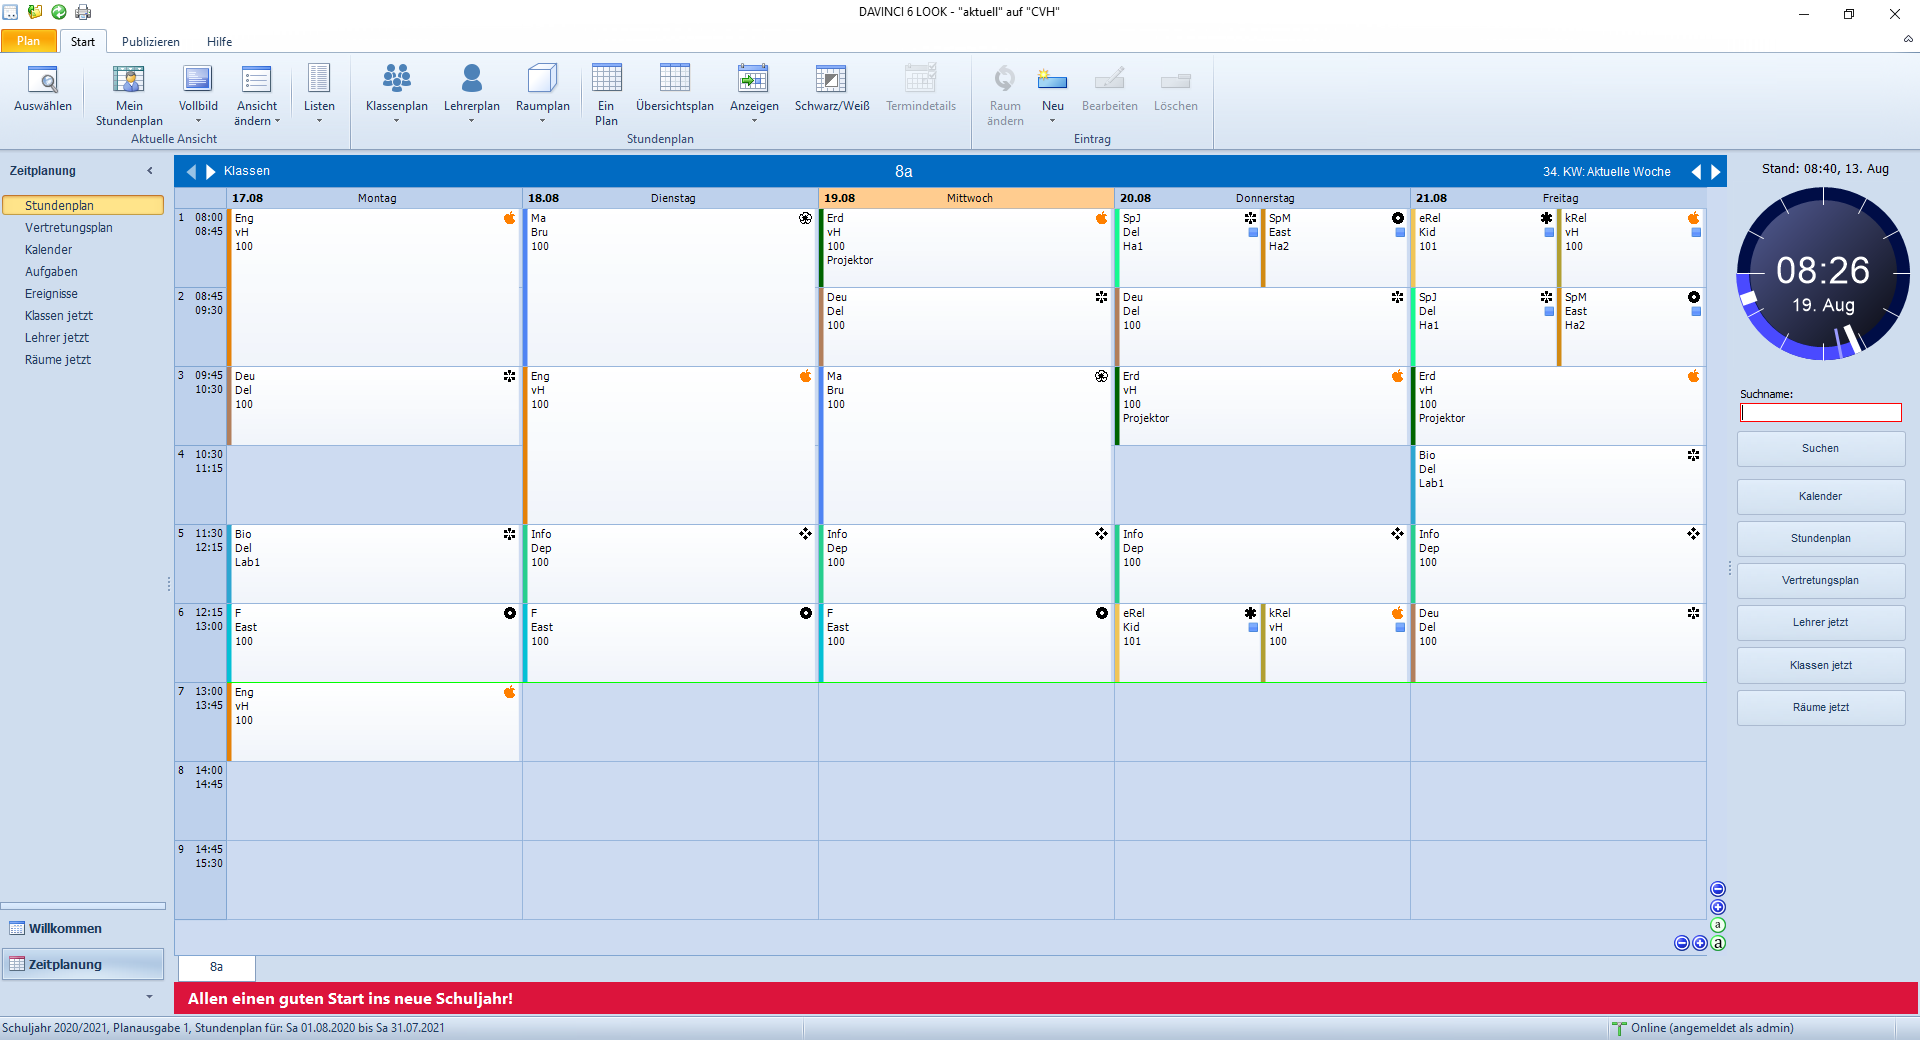 DAVINCI 6 LOOK - "aktuell" auf "CVH"
Plan Start Publizieren Hilfe
Auswählen
Mein Stundenplan
Vollbild
Ansicht ändern
Listen
Klassenplan
Lehrerplan
Raumplan
Ein Plan
Übersichtsplan
Anzeigen
Schwarz/Weiß
Termindetails
Raum ändern
Neu
Bearbeiten
Löschen
Aktuelle Ansicht
Stundenplan
Eintrag
Zeitplanung
Stundenplan
Vertretungsplan
Kalender
Aufgaben
Ereignisse
Klassen jetzt
Lehrer jetzt
Räume jetzt
Willkommen
Zeitplanung
Klassen
8a
34. KW: Aktuelle Woche
17.08 Montag
18.08 Dienstag
19.08 Mittwoch
20.08 Donnerstag
21.08 Freitag
1 08:00
08:45
Eng
vH
100
Ma
Bru
100
Erd
vH
100
Projektor
SpJ
Del
Ha1
SpM
East
Ha2
eRel
Kid
101
kRel
vH
100
2 08:45
09:30
Deu
Del
100
Deu
Del
100
SpJ
Del
Ha1
SpM
East
Ha2
3 09:45
10:30
Deu
Del
100
Eng
vH
100
Ma
Bru
100
Erd
vH
100
Projektor
Erd
vH
100
Projektor
4 10:30
11:15
Bio
Del
Lab1
5 11:30
12:15
Bio
Del
Lab1
Info
Dep
100
Info
Dep
100
Info
Dep
100
Info
Dep
100
6 12:15
13:00
F
East
100
F
East
100
F
East
100
eRel
Kid
101
kRel
vH
100
Deu
Del
100
7 13:00
13:45
Eng
vH
100
8 14:00
14:45
9 14:45
15:30
a
a
8a
Stand: 08:40, 13. Aug
08:26
19. Aug
Suchname:
Suchen
Kalender
Stundenplan
Vertretungsplan
Lehrer jetzt
Klassen jetzt
Räume jetzt
Allen einen guten Start ins neue Schuljahr!
Schuljahr 2020/2021, Planausgabe 1, Stundenplan für: Sa 01.08.2020 bis Sa 31.07.2021
Online (angemeldet als admin)